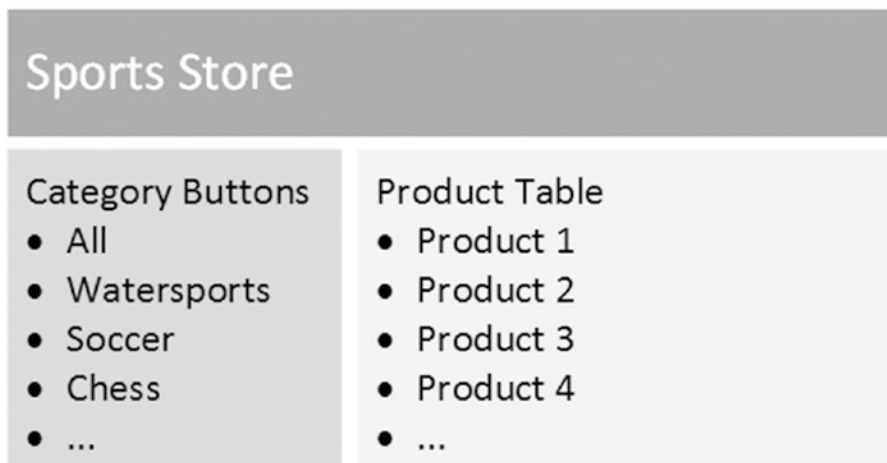 Sports Store
Category Buttons
• All
• Watersports
• Soccer
• Chess
• ...
Product Table
• Product 1
• Product 2
• Product 3
• Product 4
• ...